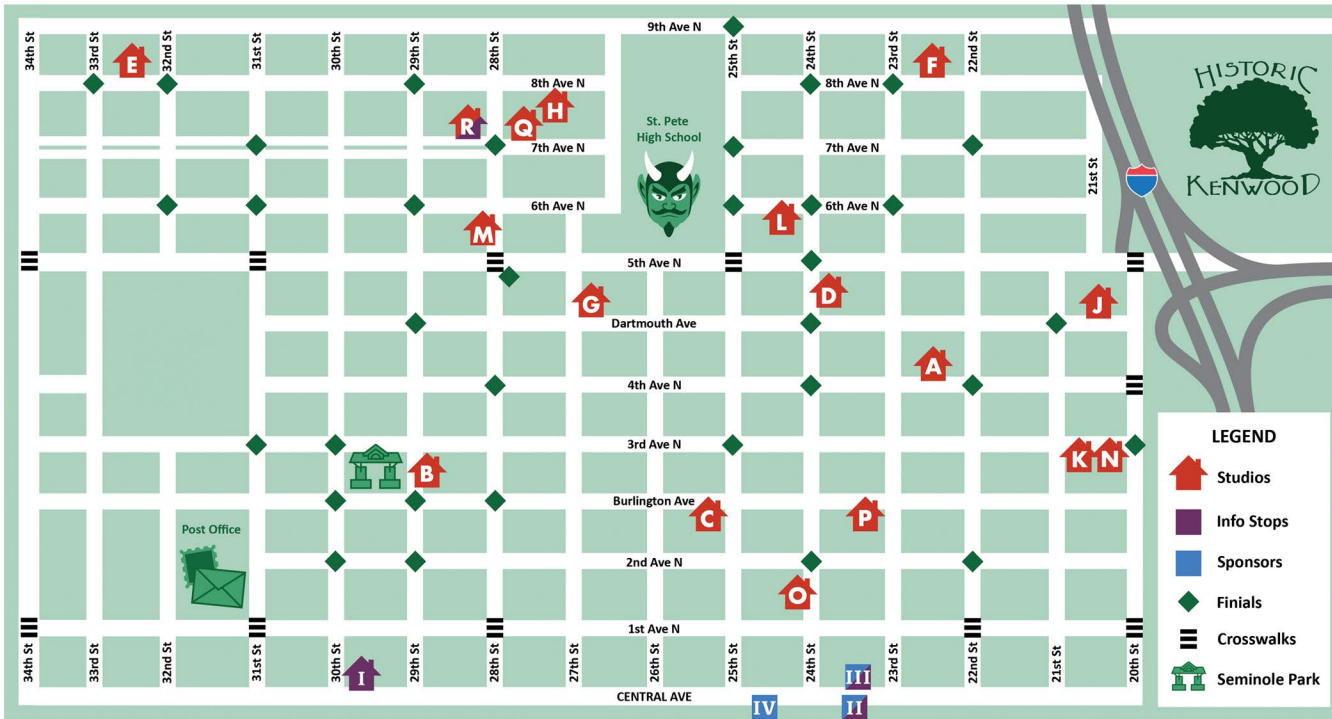 9th Ave N
34th St
33rd St
32nd St
31st St
30th St
29th St
28th St
25th St
24th St
23rd St
22nd St
E
F
8th Ave N
8th Ave N
HISTORIC
KENWOOD
H
R
Q
St. Pete
High School
7th Ave N
7th Ave N
21st St
6th Ave N
6th Ave N
L
M
5th Ave N
G
D
J
Dartmouth Ave
A
4th Ave N
3rd Ave N
B
K
N
Burlington Ave
C
P
Post Office
2nd Ave N
O
1st Ave N
34th St
33rd St
32nd St
31st St
30th St
29th St
28th St
27th St
26th St
25th St
24th St
23rd St
22nd St
21st St
20th St
I
III
CENTRAL AVE
IV
II
LEGEND
Studios
Info Stops
Sponsors
Finials
Crosswalks
Seminole Park